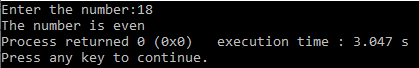 Enter the number:18
The number is even
Process returned 0 (0x0)   execution time : 3.047 s
Press any key to continue.